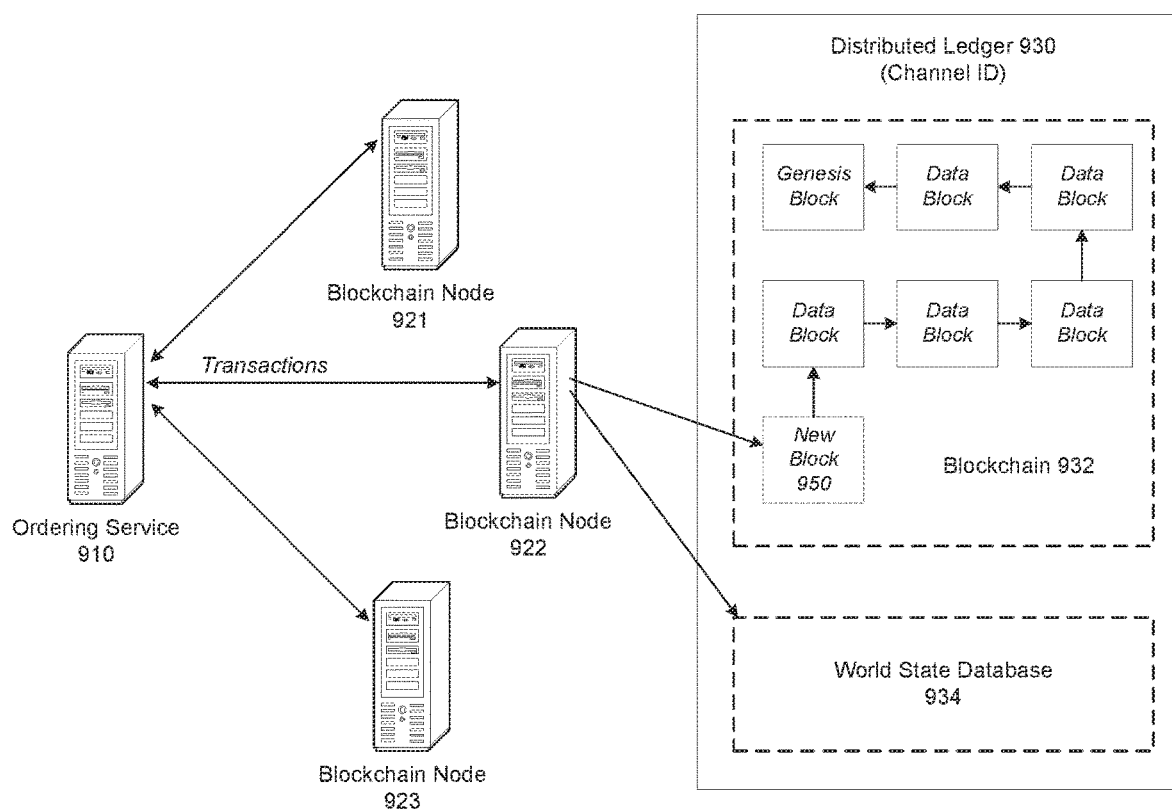 Distributed Ledger 930
(Channel ID)
Genesis
Block
Data
Block
Data
Block
Blockchain Node
921
Data
Block
Data
Block
Data
Block
Transactions
New
Block
950
Blockchain 932
Ordering Service
910
Blockchain Node
922
World State Database
934
Blockchain Node
923